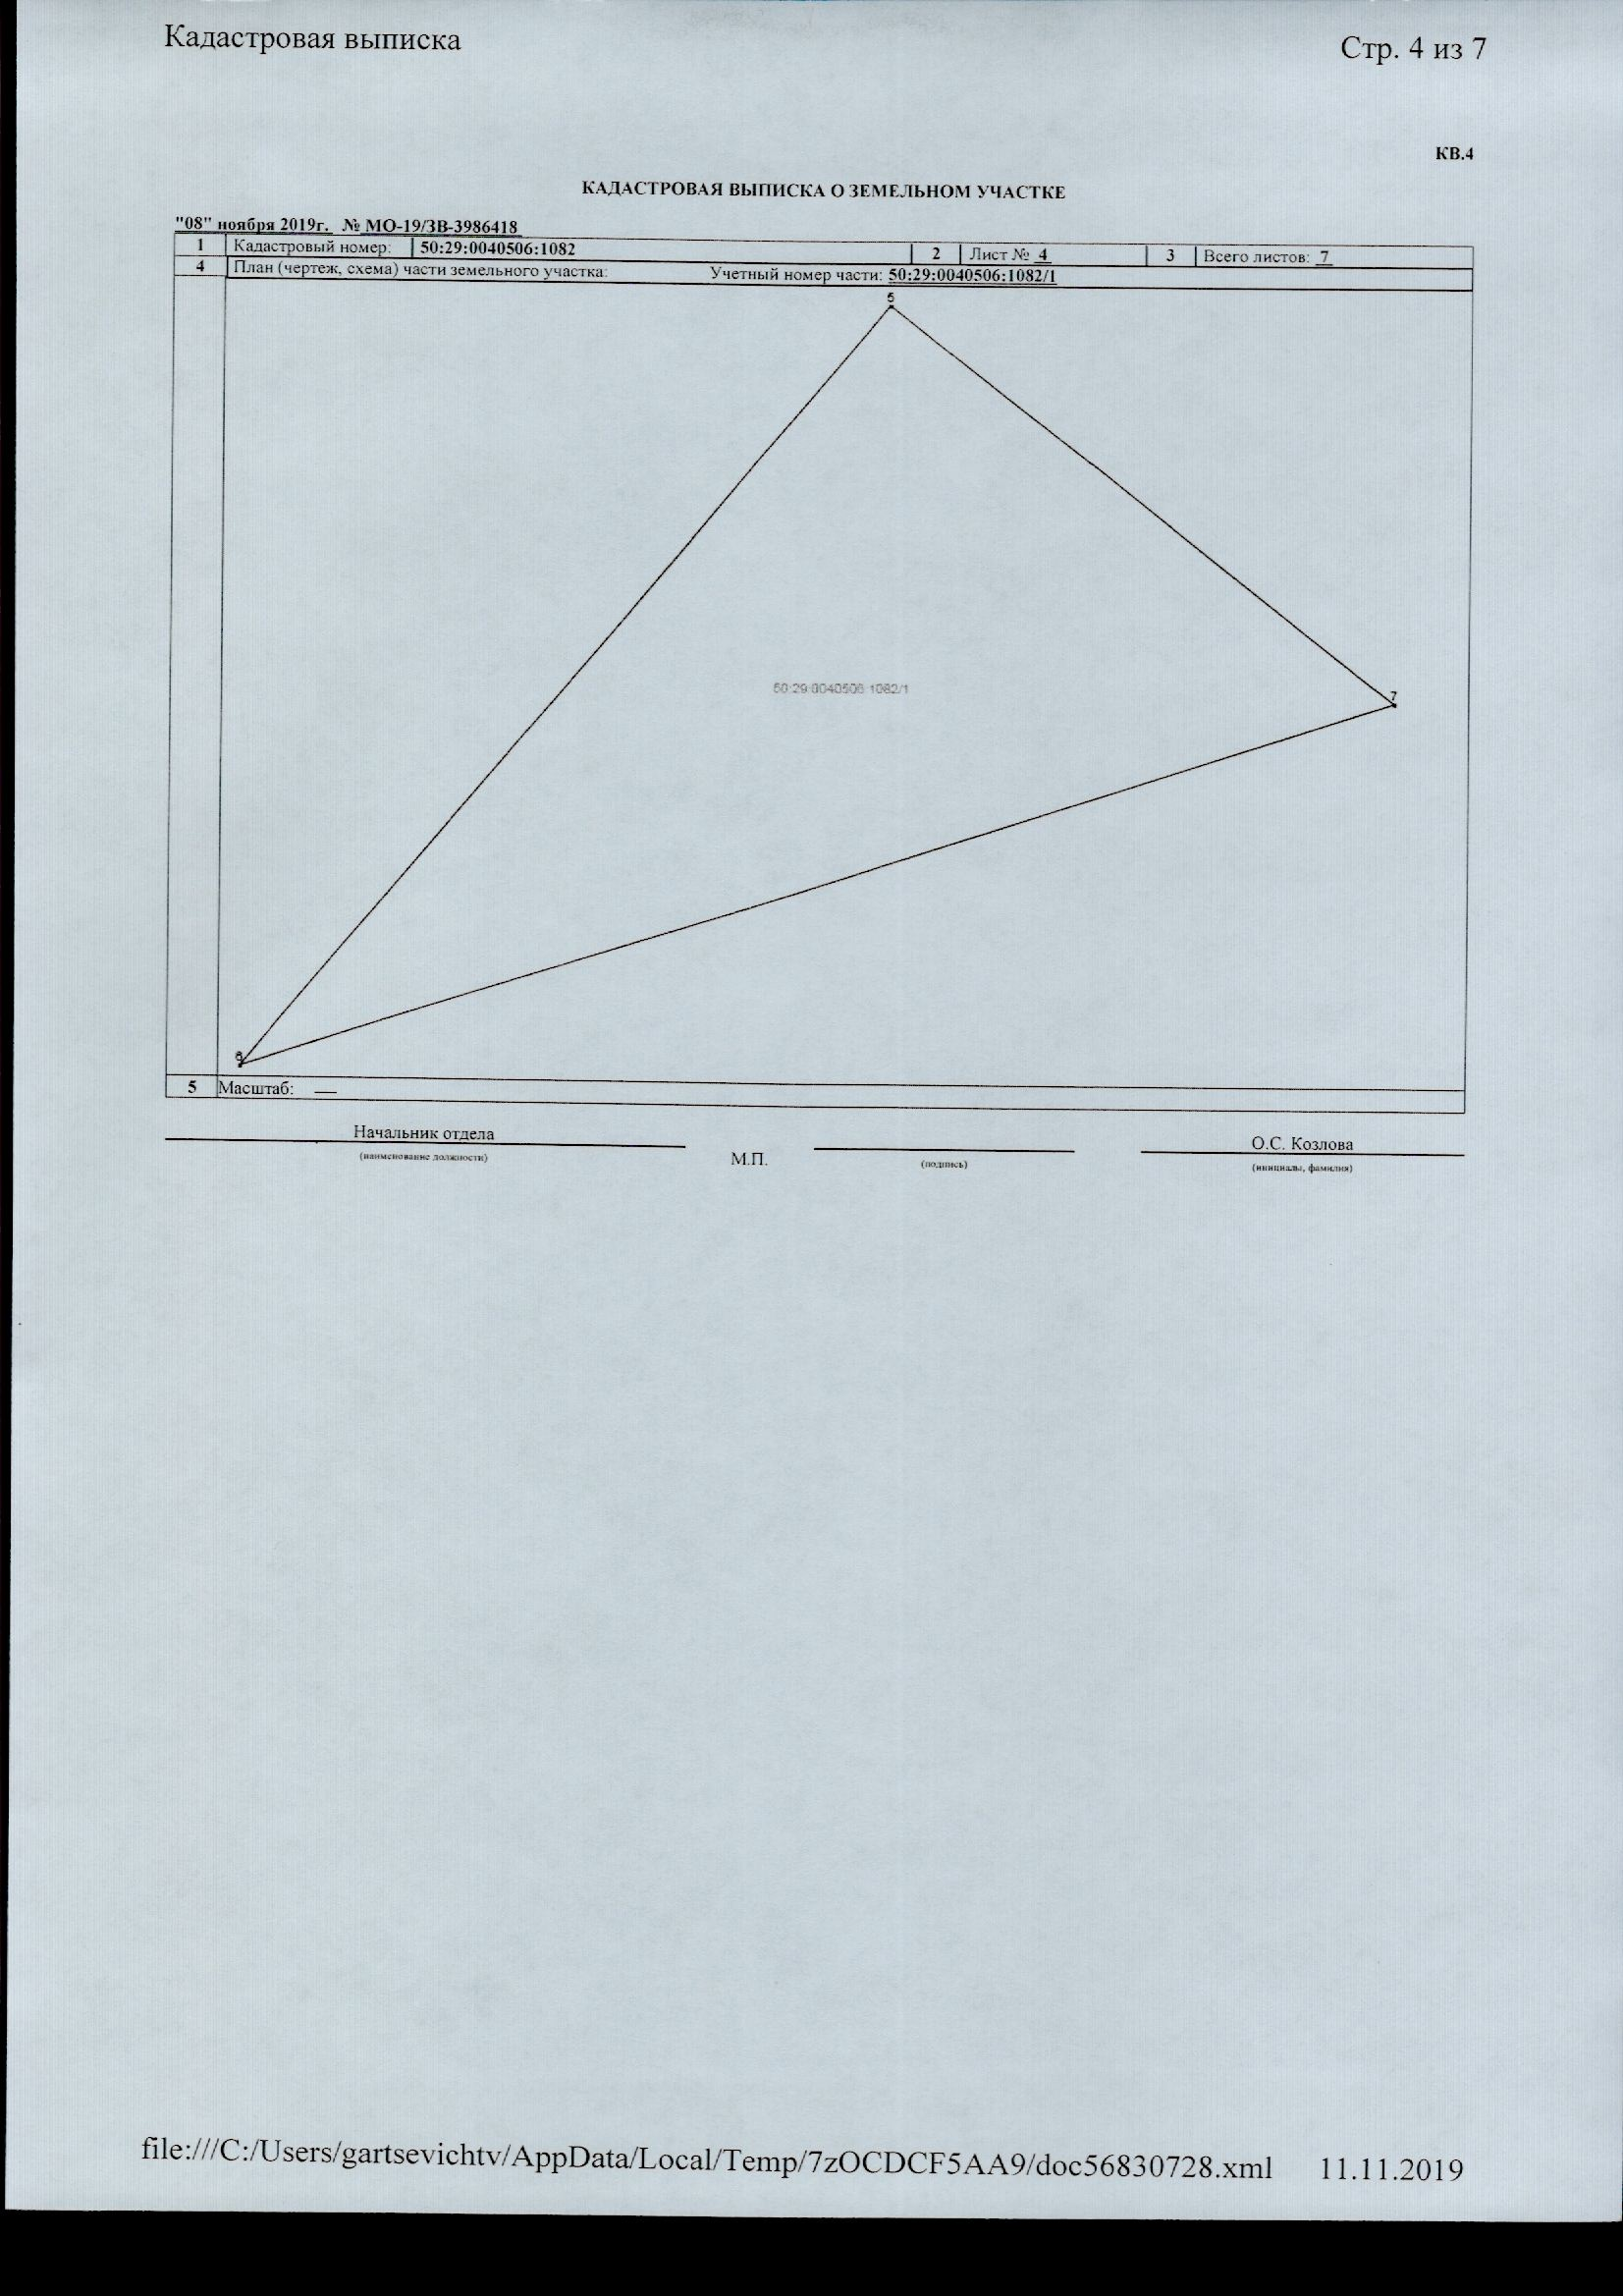 Кадастровая выписка
Стр. 4 из 7
КВ.4
КАДАСТРОВАЯ ВЫПИСКА О ЗЕМЕЛЬНОМ УЧАСТКЕ
"08" ноября 2019г. № МО-19/ЗВ-3986418
1 Кадастровый номер: 50:29:0040506:1082 2 Лист № 4 3 Всего листов: 7
4 План (чертеж, схема) части земельного участка: Учетный номер части: 50:29:0040506:1082/1
50:29:0040506:1082/1
7
5 Масштаб: —
Начальник отдела М.П. О.С. Козлова
(наименование должности) (подпись) (инициалы, фамилия)
file:///C:/Users/gartsevichtv/AppData/Local/Temp/7zOCDCF5AA9/doc56830728.xml 11.11.2019